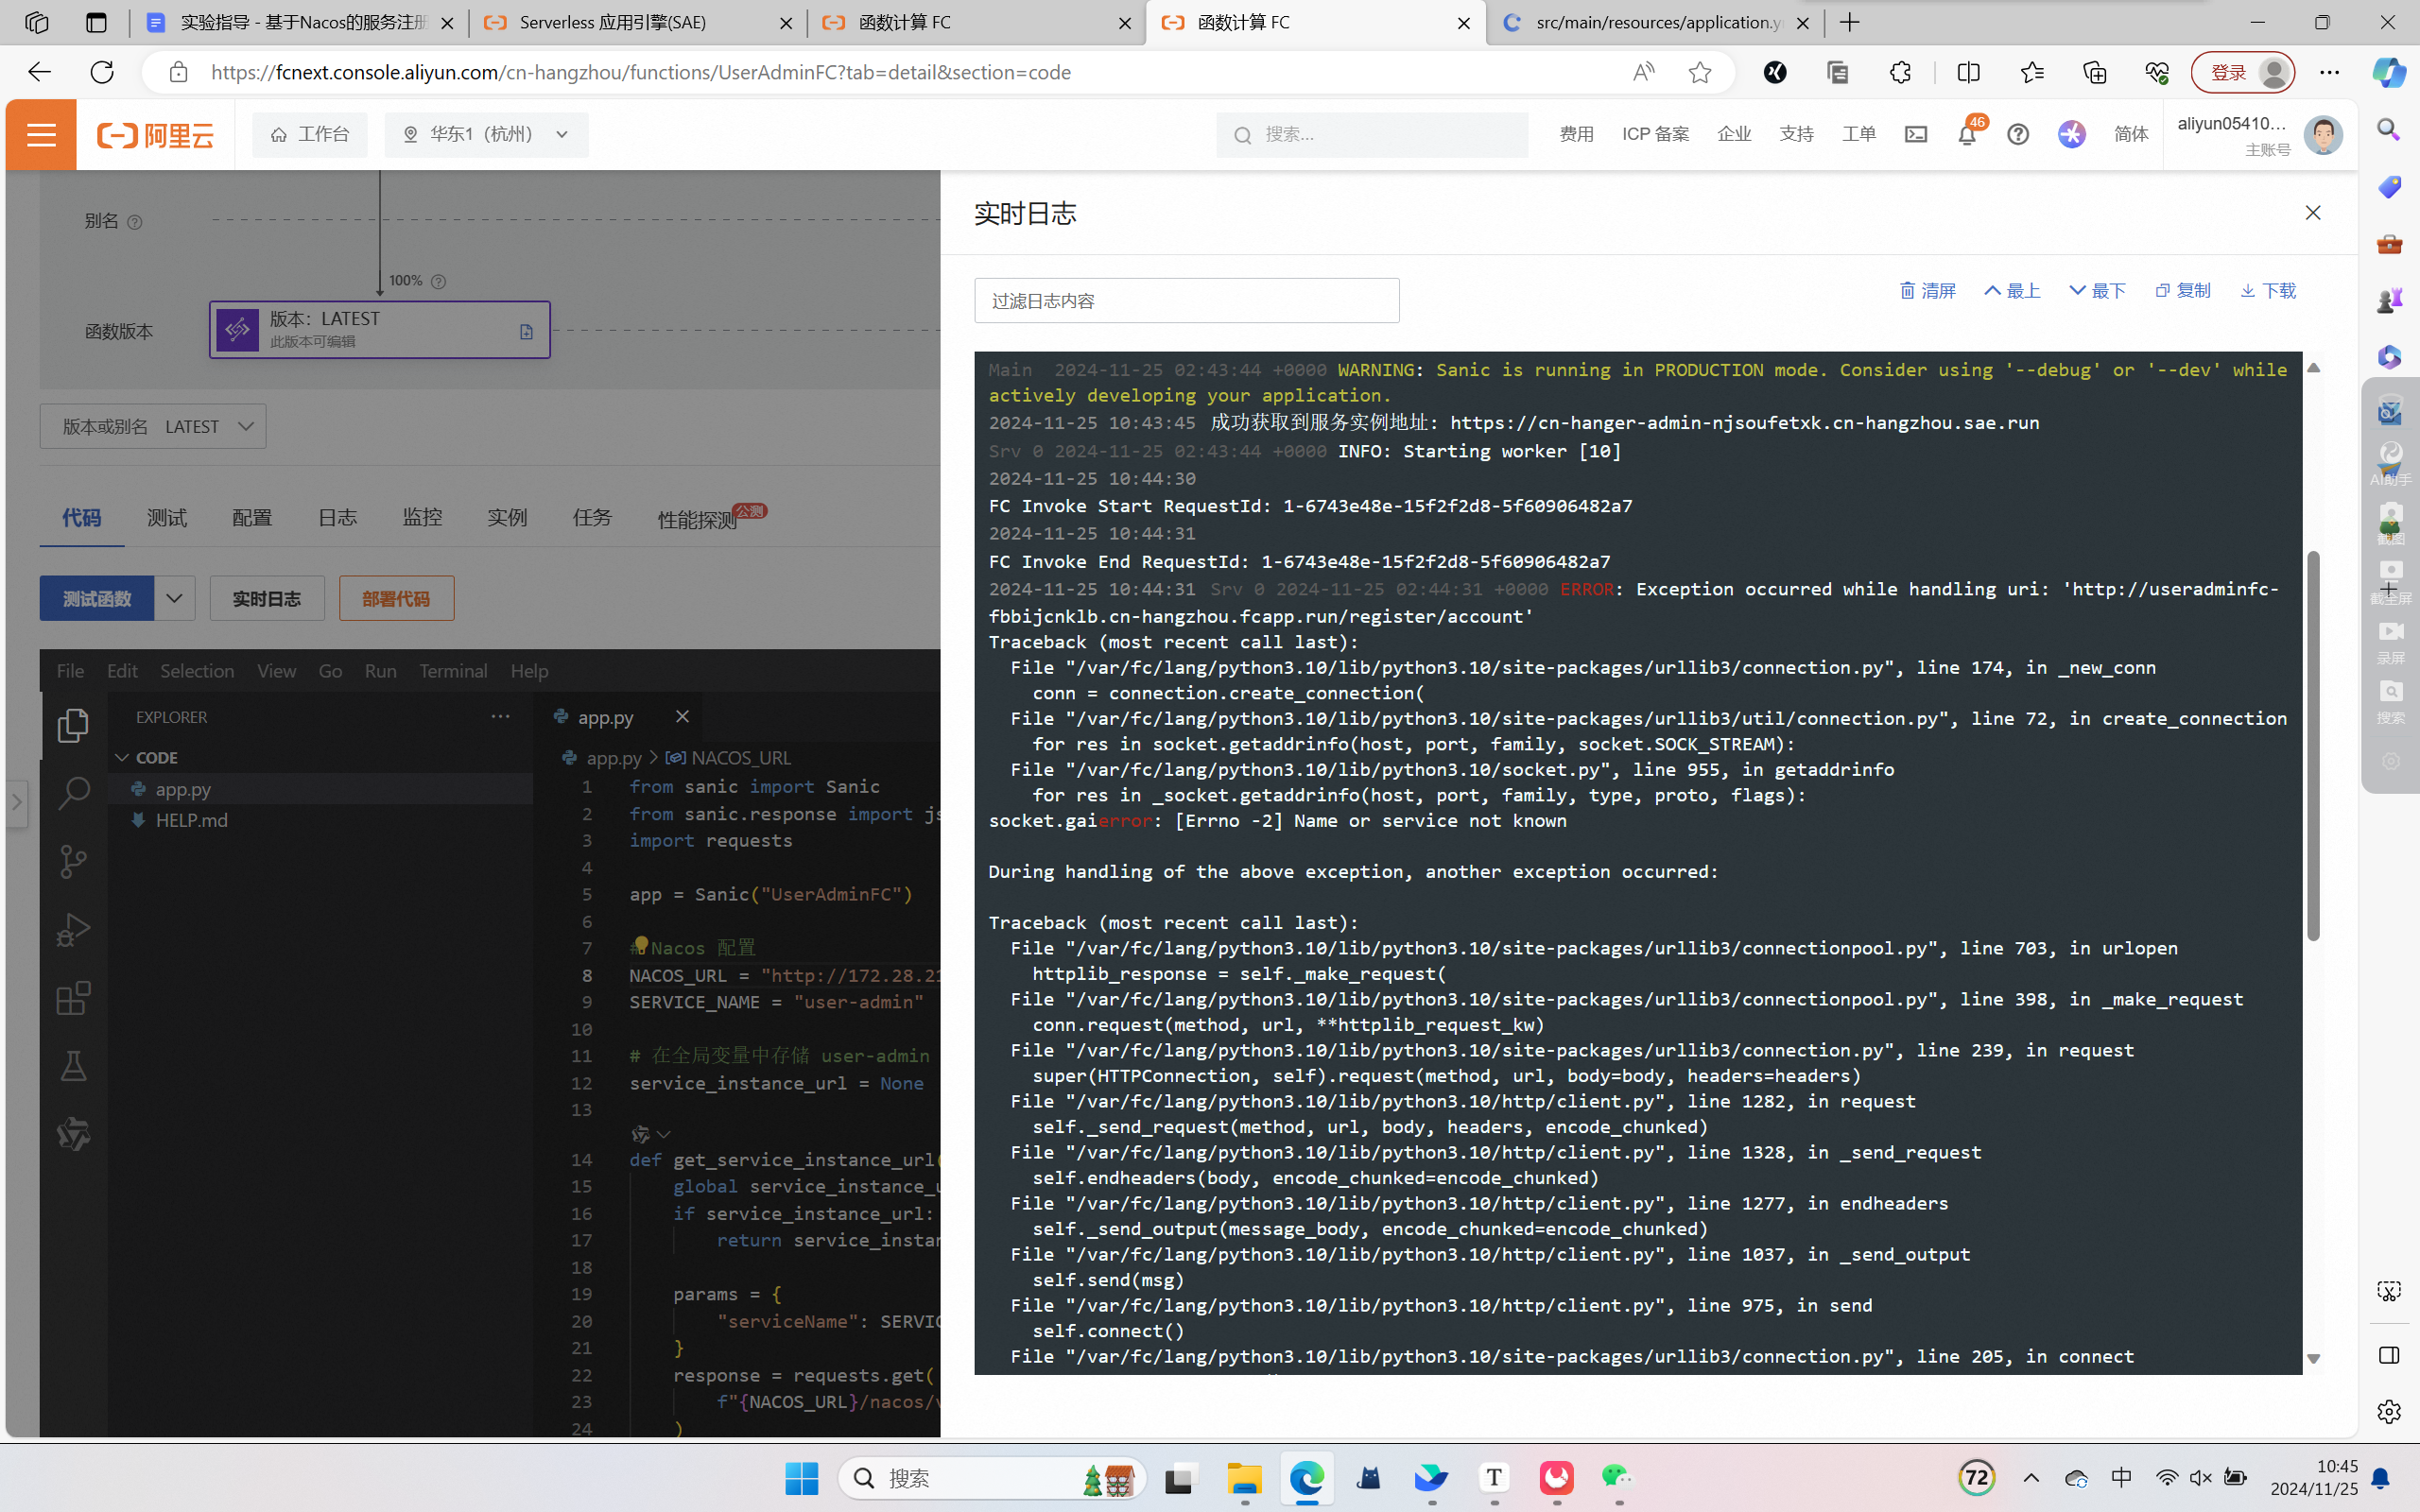 实验指导 - 基于Nacos的服务注册
Serverless 应用引擎(SAE)
函数计算 FC
函数计算 FC
src/main/resources/application.y
https://fcnext.console.aliyun.com/cn-hangzhou/functions/UserAdminFC?tab=detail&section=code
登录
阿里云
工作台
华东1（杭州）
搜索...
费用
ICP 备案
企业
支持
工单
46
简体
aliyun05410...
主账号
别名
100%
函数版本
版本：LATEST
此版本可编辑
版本或别名 LATEST
代码
测试
配置
日志
监控
实例
任务
性能探测
公测
测试函数
实时日志
部署代码
File Edit Selection View Go Run Terminal Help
EXPLORER
CODE
app.py
HELP.md
app.py
app.py > NACOS_URL
1 from sanic import Sanic
2 from sanic.response import js
3 import requests
4
5 app = Sanic("UserAdminFC")
6
7 # Nacos 配置
8 NACOS_URL = "http://172.28.21
9 SERVICE_NAME = "user-admin"
10
11 # 在全局变量中存储 user-admin
12 service_instance_url = None
13
14 def get_service_instance_url(
15 global service_instance_u
16 if service_instance_url:
17 return service_instan
18
19 params = {
20 "serviceName": SERVIC
21 }
22 response = requests.get(
23 f"{NACOS_URL}/nacos/v
24 )
实时日志
过滤日志内容
清屏
最上
最下
复制
下载
Main 2024-11-25 02:43:44 +0000 WARNING: Sanic is running in PRODUCTION mode. Consider using '--debug' or '--dev' while
actively developing your application.
2024-11-25 10:43:45 成功获取到服务实例地址: https://cn-hanger-admin-njsoufetxk.cn-hangzhou.sae.run
Srv 0 2024-11-25 02:43:44 +0000 INFO: Starting worker [10]
2024-11-25 10:44:30
FC Invoke Start RequestId: 1-6743e48e-15f2f2d8-5f60906482a7
2024-11-25 10:44:31
FC Invoke End RequestId: 1-6743e48e-15f2f2d8-5f60906482a7
2024-11-25 10:44:31 Srv 0 2024-11-25 02:44:31 +0000 ERROR: Exception occurred while handling uri: 'http://useradminfc-
fbbijcnklb.cn-hangzhou.fcapp.run/register/account'
Traceback (most recent call last):
File "/var/fc/lang/python3.10/lib/python3.10/site-packages/urllib3/connection.py", line 174, in _new_conn
conn = connection.create_connection(
File "/var/fc/lang/python3.10/lib/python3.10/site-packages/urllib3/util/connection.py", line 72, in create_connection
for res in socket.getaddrinfo(host, port, family, socket.SOCK_STREAM):
File "/var/fc/lang/python3.10/lib/python3.10/socket.py", line 955, in getaddrinfo
for res in _socket.getaddrinfo(host, port, family, type, proto, flags):
socket.gaierror: [Errno -2] Name or service not known
During handling of the above exception, another exception occurred:
Traceback (most recent call last):
File "/var/fc/lang/python3.10/lib/python3.10/site-packages/urllib3/connectionpool.py", line 703, in urlopen
httplib_response = self._make_request(
File "/var/fc/lang/python3.10/lib/python3.10/site-packages/urllib3/connectionpool.py", line 398, in _make_request
conn.request(method, url, **httplib_request_kw)
File "/var/fc/lang/python3.10/lib/python3.10/site-packages/urllib3/connection.py", line 239, in request
super(HTTPConnection, self).request(method, url, body=body, headers=headers)
File "/var/fc/lang/python3.10/lib/python3.10/http/client.py", line 1282, in request
self._send_request(method, url, body, headers, encode_chunked)
File "/var/fc/lang/python3.10/lib/python3.10/http/client.py", line 1328, in _send_request
self.endheaders(body, encode_chunked=encode_chunked)
File "/var/fc/lang/python3.10/lib/python3.10/http/client.py", line 1277, in endheaders
self._send_output(message_body, encode_chunked=encode_chunked)
File "/var/fc/lang/python3.10/lib/python3.10/http/client.py", line 1037, in _send_output
self.send(msg)
File "/var/fc/lang/python3.10/lib/python3.10/http/client.py", line 975, in send
self.connect()
File "/var/fc/lang/python3.10/lib/python3.10/site-packages/urllib3/connection.py", line 205, in connect
AI助手
截图
截全屏
录屏
搜索
搜索
72
中
10:45
2024/11/25